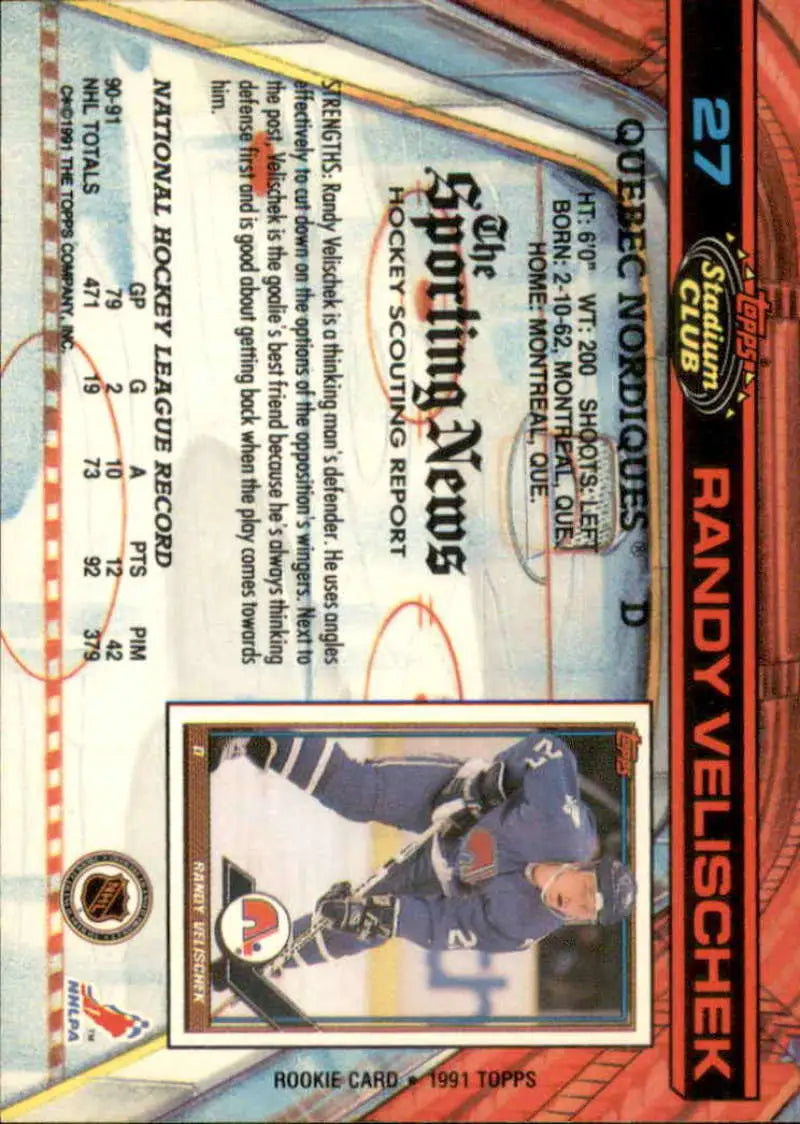 27
topps
Stadium
CLUB
RANDY VELISCHEK
QUEBEC NORDIQUES® D
HT: 6'0" WT: 200 SHOOTS: LEFT
BORN: 2-10-62, MONTREAL, QUE.
HOME: MONTREAL, QUE.
The
Sporting News
HOCKEY SCOUTING REPORT
STRENGTHS: Randy Velischek is a thinking man's defender. He uses angles
effectively to cut down on the options of the opposition's wingers. Next to
the post, Velischek is the goalie's best friend because he's always thinking
defense first and is good about getting back when the play comes towards
him.
NATIONAL HOCKEY LEAGUE RECORD
GP G A PTS PIM
90-91 79 2 10 12 42
NHL TOTALS 471 19 73 92 379
C*©1991 THE TOPPS COMPANY, INC.
topps
27
2
D
RANDY VELISCHEK
ROOKIE CARD ★ 1991 TOPPS
NHL
NHLPA™